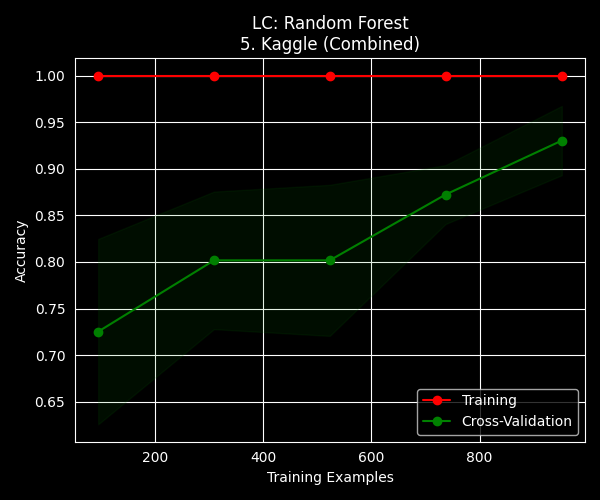 LC: Random Forest
5. Kaggle (Combined)
Accuracy
1.00
0.95
0.90
0.85
0.80
0.75
0.70
0.65
Training
Cross-Validation
200
400
600
800
Training Examples